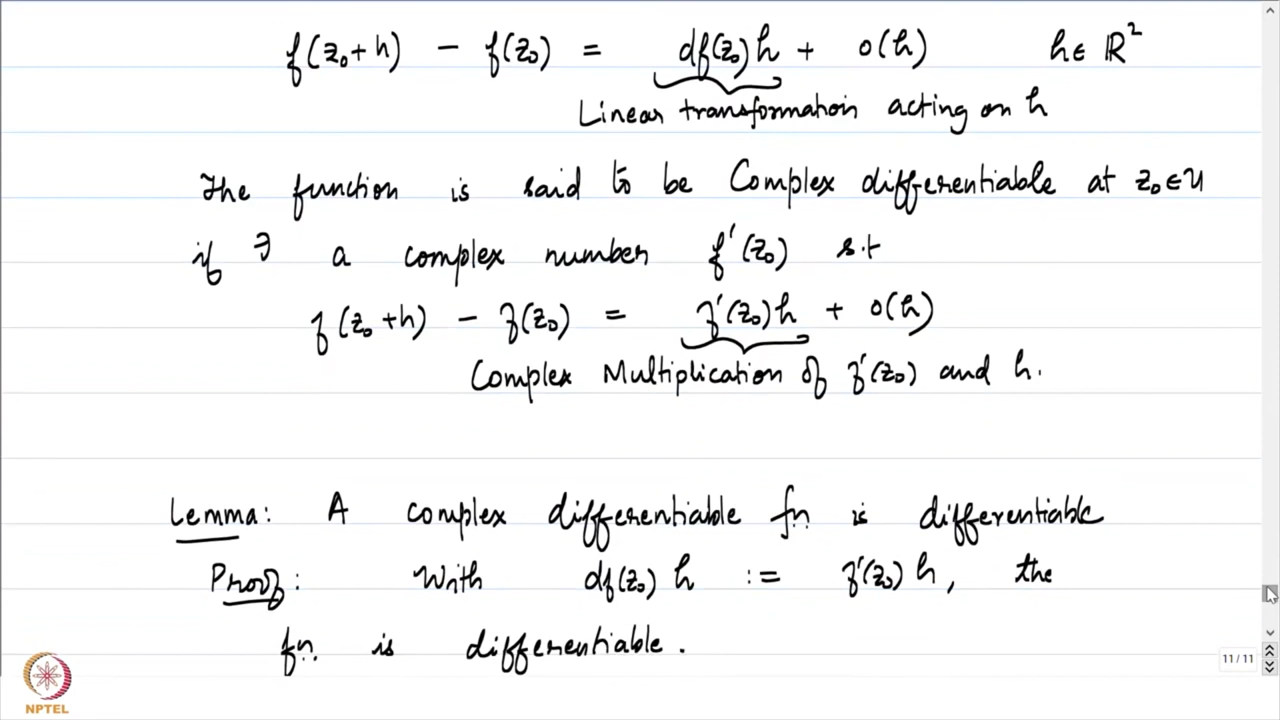 f(z₀+h) - f(z₀) = df(z₀)h + o(h) h ∈ ℝ²
Linear transformation acting on h
The function is said to be Complex differentiable at z₀ ∈ U
if ∃ a complex number f'(z₀) s.t
f(z₀+h) - f(z₀) = f'(z₀)h + o(h)
Complex Multiplication of f'(z₀) and h.
Lemma: A complex differentiable fn. is differentiable
Proof: With df(z₀) h := f'(z₀) h, the
fn. is differentiable.
11 / 11
NPTEL